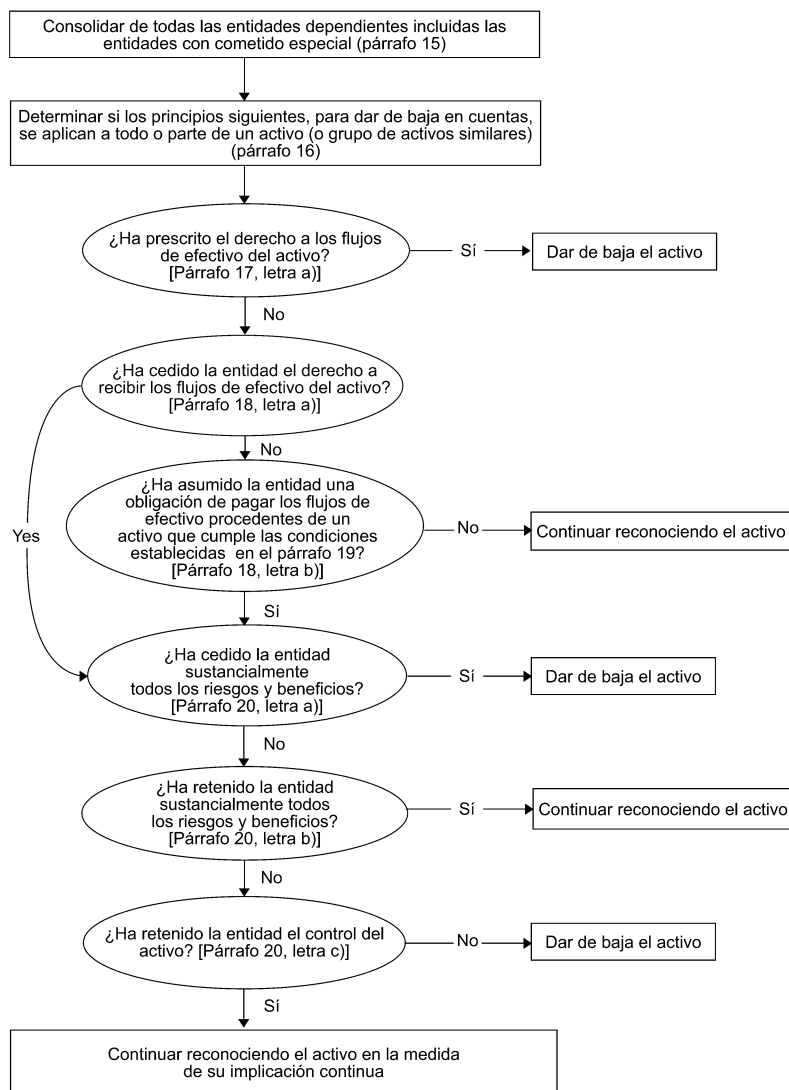 Consolidar de todas las entidades dependientes incluidas las
entidades con cometido especial (párrafo 15)
Determinar si los principios siguientes, para dar de baja en cuentas,
se aplican a todo o parte de un activo (o grupo de activos similares)
(párrafo 16)
¿Ha prescrito el derecho a los flujos
de efectivo del activo?
[Párrafo 17, letra a)]
Sí
Dar de baja el activo
No
¿Ha cedido la entidad el derecho a
recibir los flujos de efectivo del activo?
[Párrafo 18, letra a)]
No
Yes
¿Ha asumido la entidad una
obligación de pagar los flujos de
efectivo procedentes de un
activo que cumple las condiciones
establecidas en el párrafo 19?
[Párrafo 18, letra b)]
No
Continuar reconociendo el activo
Sí
¿Ha cedido la entidad
sustancialmente
todos los riesgos y beneficios?
[Párrafo 20, letra a)]
Sí
Dar de baja el activo
No
¿Ha retenido la entidad
sustancialmente todos
los riesgos y beneficios?
[Párrafo 20, letra b)]
Sí
Continuar reconociendo el activo
No
¿Ha retenido la entidad el control del
activo? [Párrafo 20, letra c)]
No
Dar de baja el activo
Sí
Continuar reconociendo el activo en la medida
de su implicación continua